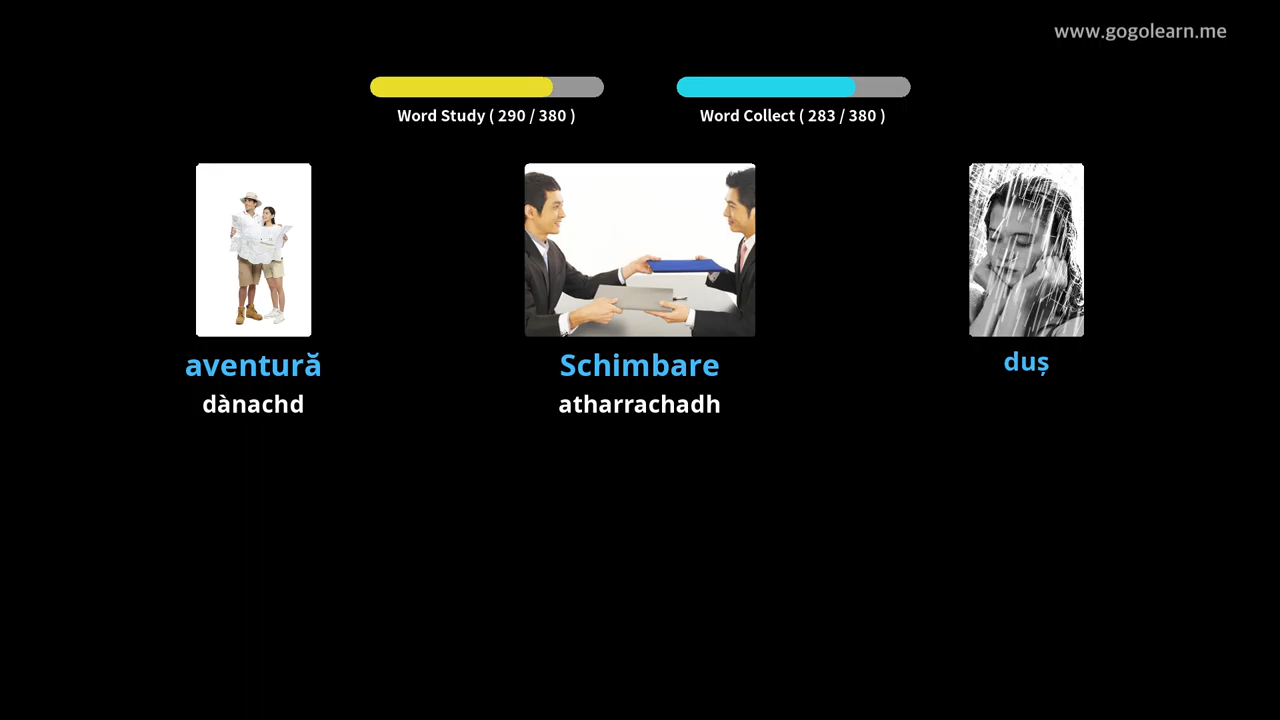 www.gogolearn.me
Word Study ( 290 / 380 )
Word Collect ( 283 / 380 )
aventură
dànachd
Schimbare
atharrachadh
duș